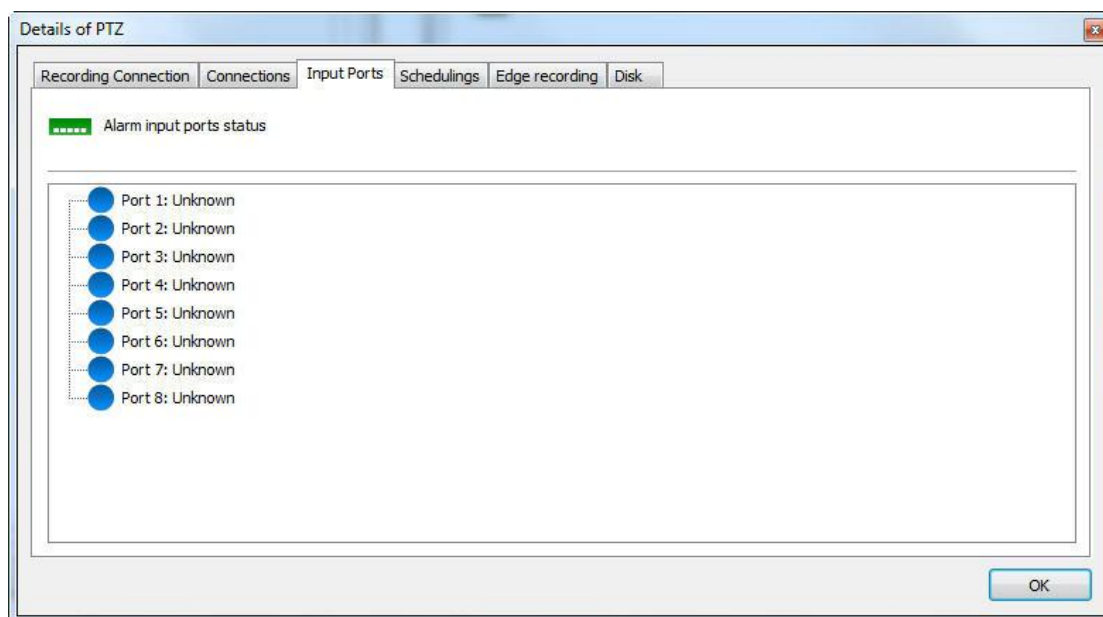 Details of PTZ
Recording Connection Connections Input Ports Schedulings Edge recording Disk
Alarm input ports status
Port 1: Unknown
Port 2: Unknown
Port 3: Unknown
Port 4: Unknown
Port 5: Unknown
Port 6: Unknown
Port 7: Unknown
Port 8: Unknown
OK